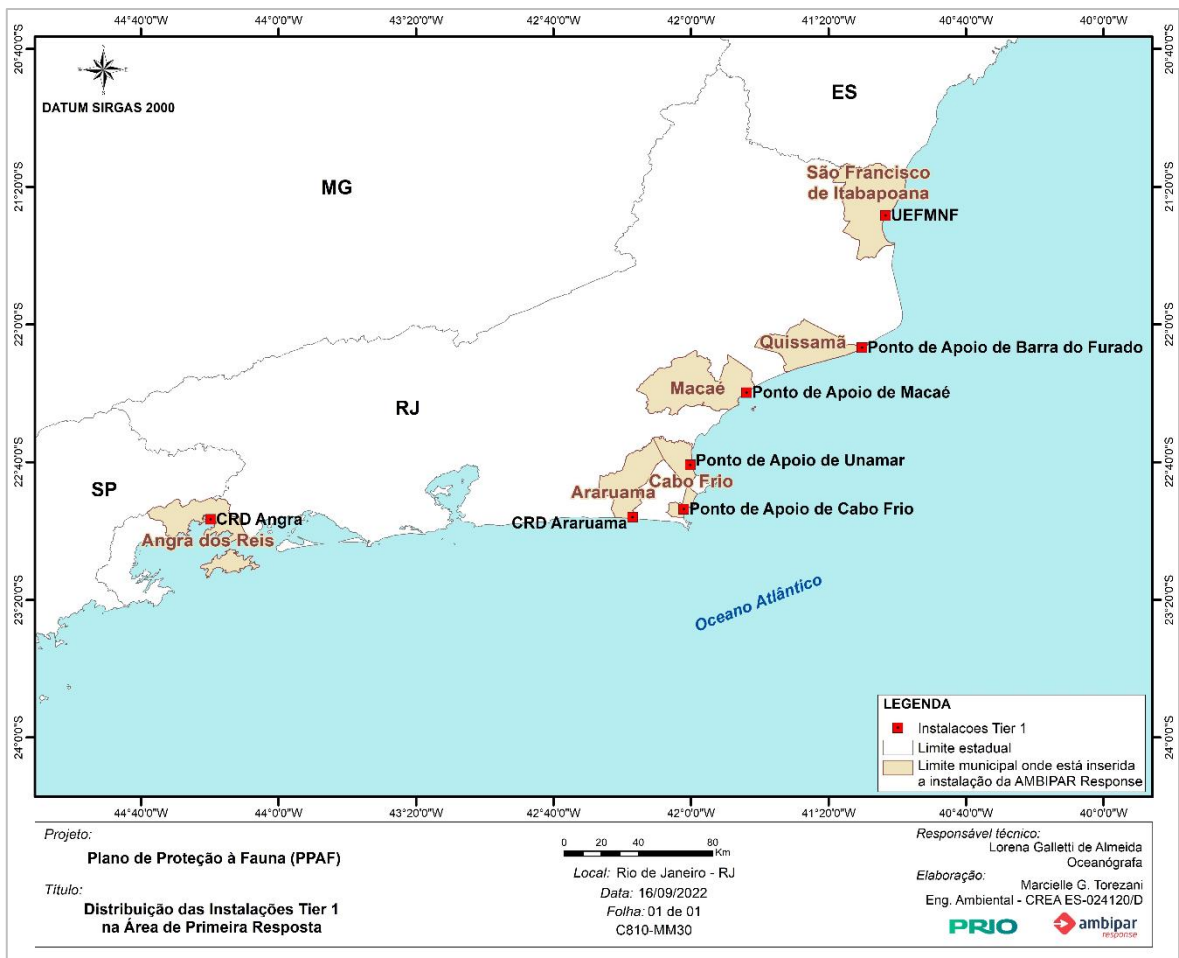 44°40'0"W 44°0'0"W 43°20'0"W 42°40'0"W 42°0'0"W 41°20'0"W 40°40'0"W 40°0'0"W
20°40'0"S
20°40'0"S
DATUM SIRGAS 2000
ES
MG
São Francisco
de Itabapoana
21°20'0"S
21°20'0"S
UEFMNF
22°0'0"S
22°0'0"S
Quissamã
Ponto de Apoio de Barra do Furado
Macaé
Ponto de Apoio de Macaé
RJ
22°40'0"S
22°40'0"S
Ponto de Apoio de Unamar
SP
Araruama
Cabo Frio
Ponto de Apoio de Cabo Frio
CRD Angra
CRD Araruama
Angra dos Reis
23°20'0"S
23°20'0"S
Oceano Atlântico
LEGENDA
Instalacoes Tier 1
Limite estadual
Limite municipal onde está inserida
a instalação da AMBIPAR Response
24°0'0"S
24°0'0"S
44°40'0"W 44°0'0"W 43°20'0"W 42°40'0"W 42°0'0"W 41°20'0"W 40°40'0"W 40°0'0"W
Projeto:
Plano de Proteção à Fauna (PPAF)
Título:
Distribuição das Instalações Tier 1
na Área de Primeira Resposta
0 10 20 40 60 80
Km
Local: Rio de Janeiro - RJ
Data: 16/09/2022
Folha: 01 de 01
C810-MM30
Responsável técnico:
Lorena Galletti de Almeida
Oceanógrafa
Elaboração:
Marcielle G. Torezani
Eng. Ambiental - CREA ES-024120/D
PRIO
ambipar
response